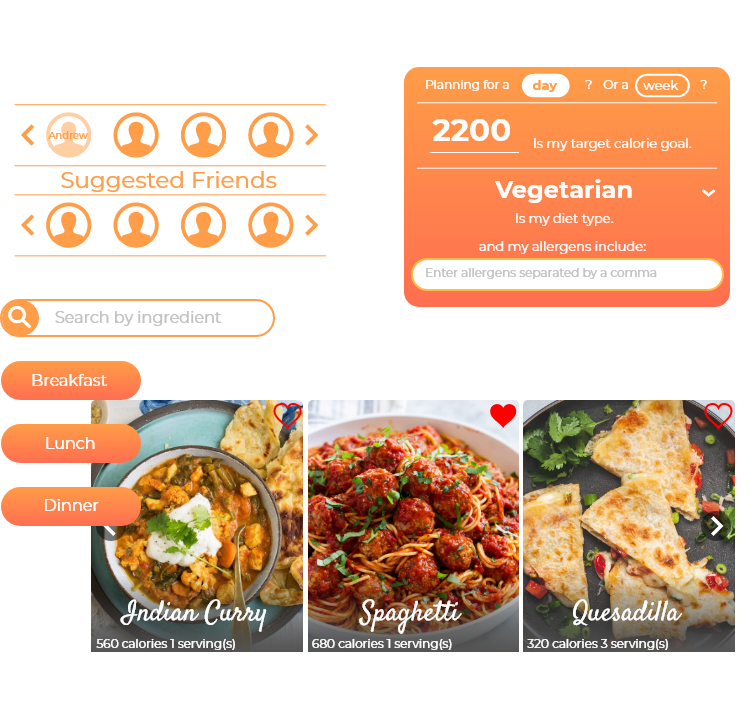 Andrew
Suggested Friends
Planning for a day ? Or a week ?
2200 Is my target calorie goal.
Vegetarian
Is my diet type.
and my allergens include:
Enter allergens separated by a comma
Search by ingredient
Breakfast
Lunch
Dinner
Indian Curry
560 calories 1 serving(s)
Spaghetti
680 calories 1 serving(s)
Quesadilla
320 calories 3 serving(s)